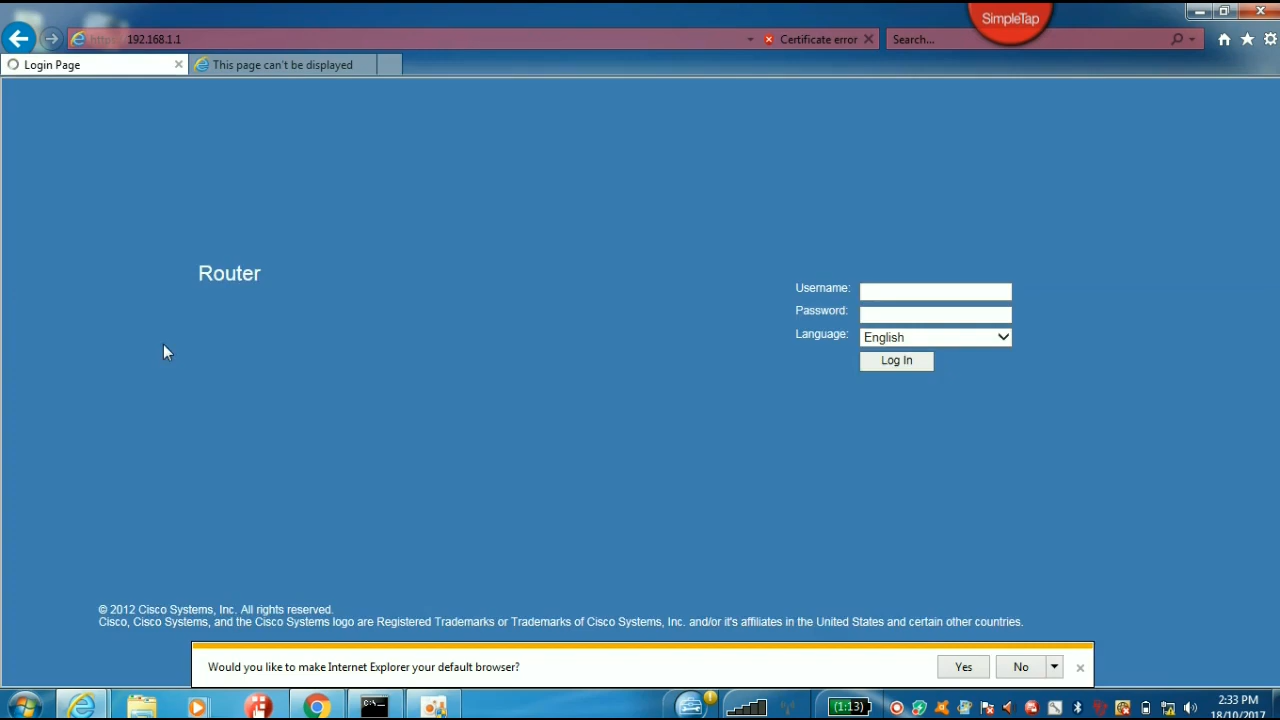 SimpleTap
192.168.1.1
Certificate error
Search...
Login Page
This page can't be displayed
Router
Username:
Password:
Language:
English
Log In
© 2012 Cisco Systems, Inc. All rights reserved.
Cisco, Cisco Systems, and the Cisco Systems logo are Registered Trademarks or Trademarks of Cisco Systems, Inc. and/or it's affiliates in the United States and certain other countries.
Would you like to make Internet Explorer your default browser?
Yes
No
(1:13)
2:33 PM
18/10/2017